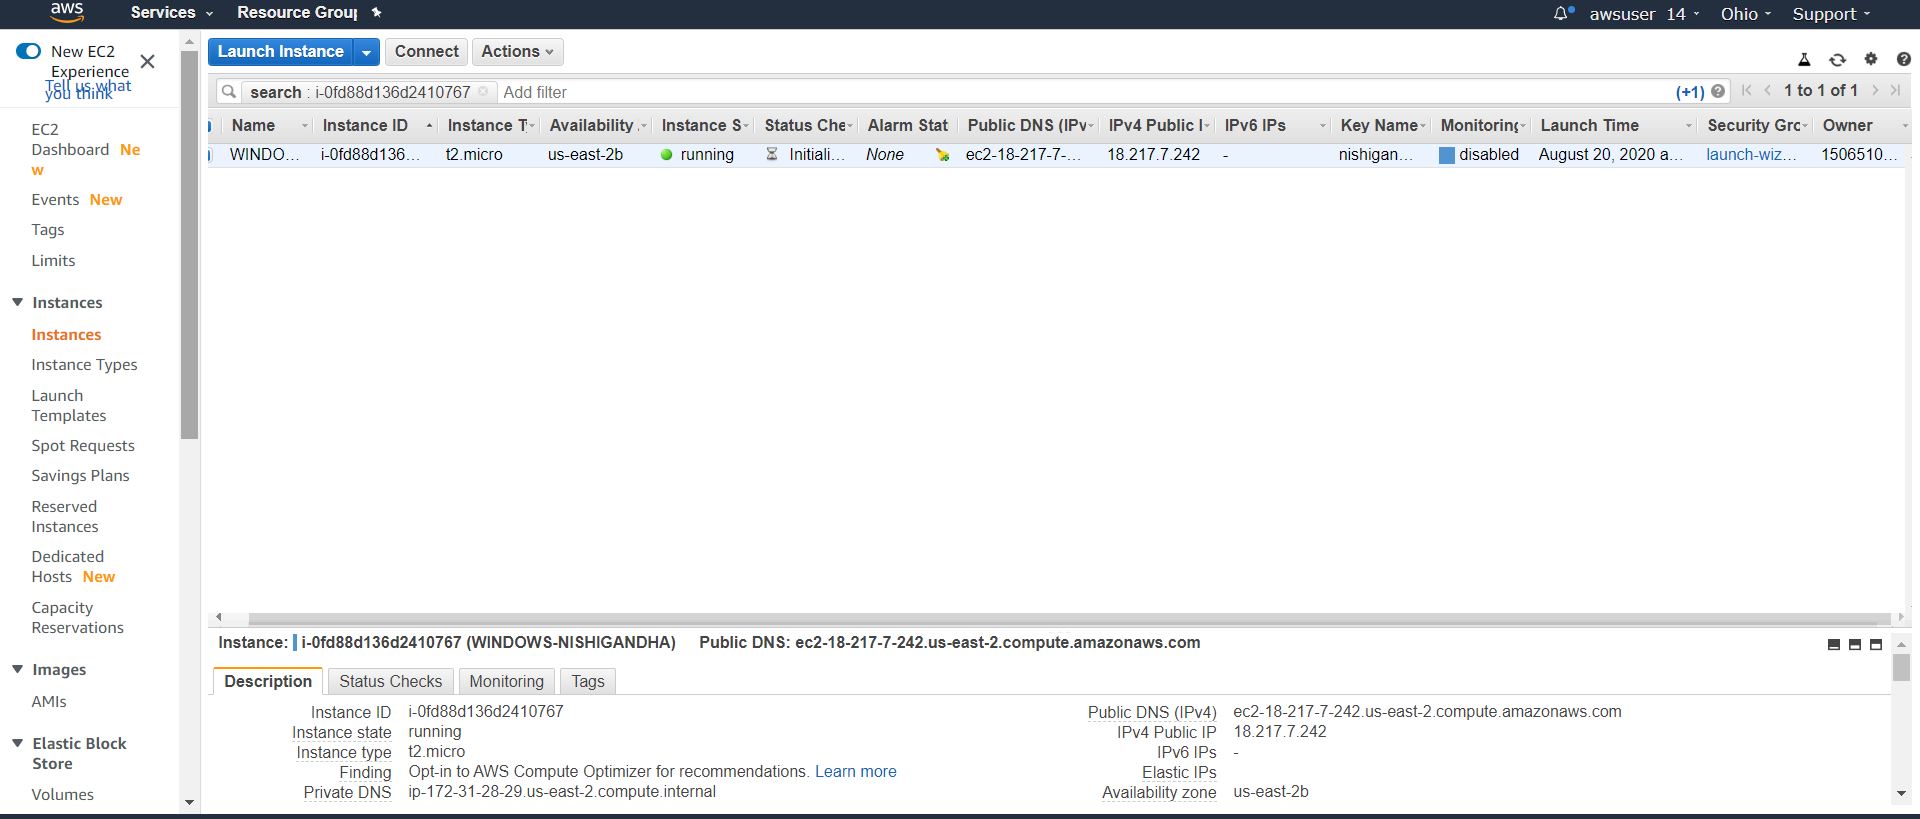 aws Services Resource Group awsuser 14 Ohio Support
New EC2
Experience
Tell us what
you think
EC2
Dashboard Ne
w
Events New
Tags
Limits
Instances
Instances
Instance Types
Launch
Templates
Spot Requests
Savings Plans
Reserved
Instances
Dedicated
Hosts New
Capacity
Reservations
Images
AMIs
Elastic Block
Store
Volumes
Launch Instance Connect Actions
search : i-0fd88d136d2410767 Add filter (+1) 1 to 1 of 1
Name Instance ID Instance T Availability Instance S Status Che Alarm Stat Public DNS (IPv IPv4 Public I IPv6 IPs Key Name Monitoring Launch Time Security Gro Owner
WINDO... i-0fd88d136... t2.micro us-east-2b running Initiali... None ec2-18-217-7-... 18.217.7.242 - nishigan... disabled August 20, 2020 a... launch-wiz... 1506510...
Instance: i-0fd88d136d2410767 (WINDOWS-NISHIGANDHA) Public DNS: ec2-18-217-7-242.us-east-2.compute.amazonaws.com
Description Status Checks Monitoring Tags
Instance ID i-0fd88d136d2410767
Instance state running
Instance type t2.micro
Finding Opt-in to AWS Compute Optimizer for recommendations. Learn more
Private DNS ip-172-31-28-29.us-east-2.compute.internal
Public DNS (IPv4) ec2-18-217-7-242.us-east-2.compute.amazonaws.com
IPv4 Public IP 18.217.7.242
IPv6 IPs -
Elastic IPs
Availability zone us-east-2b